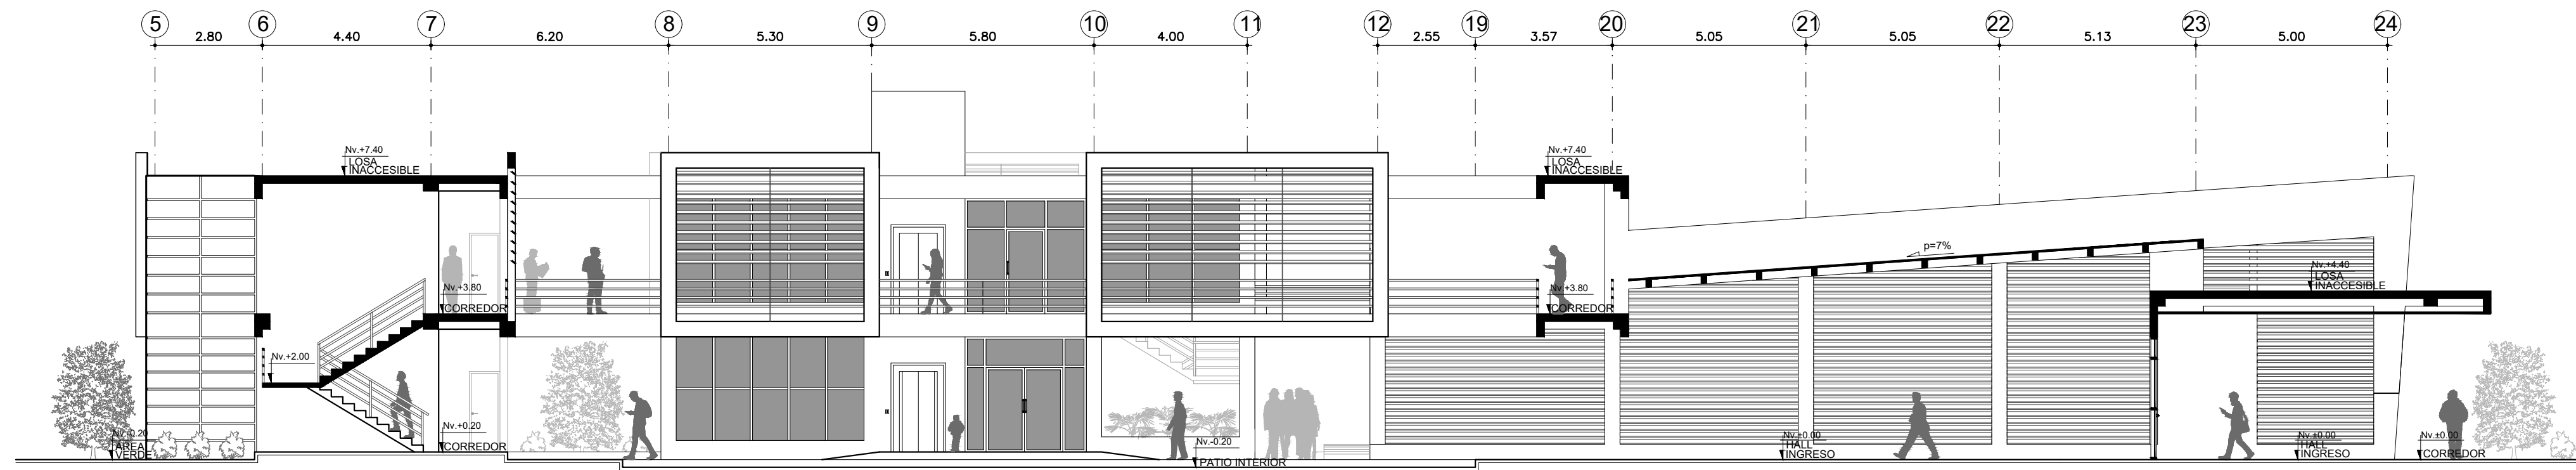 5 6 7 8 9 10 11 12 19 20 21 22 23 24
2.80 4.40 6.20 5.30 5.80 4.00 2.55 3.57 5.05 5.05 5.13 5.00
Nv.+7.40
LOSA
INACCESIBLE
Nv.+7.40
LOSA
INACCESIBLE
p=7%
Nv.+4.40
LOSA
INACCESIBLE
Nv.+3.80
CORREDOR
Nv.+3.80
CORREDOR
Nv.+2.00
Nv.+0.20
CORREDOR
Nv.-0.20
AREA
VERDE
Nv.-0.20
PATIO INTERIOR
Nv.±0.00
HALL
INGRESO
Nv.±0.00
HALL
INGRESO
Nv.±0.00
CORREDOR